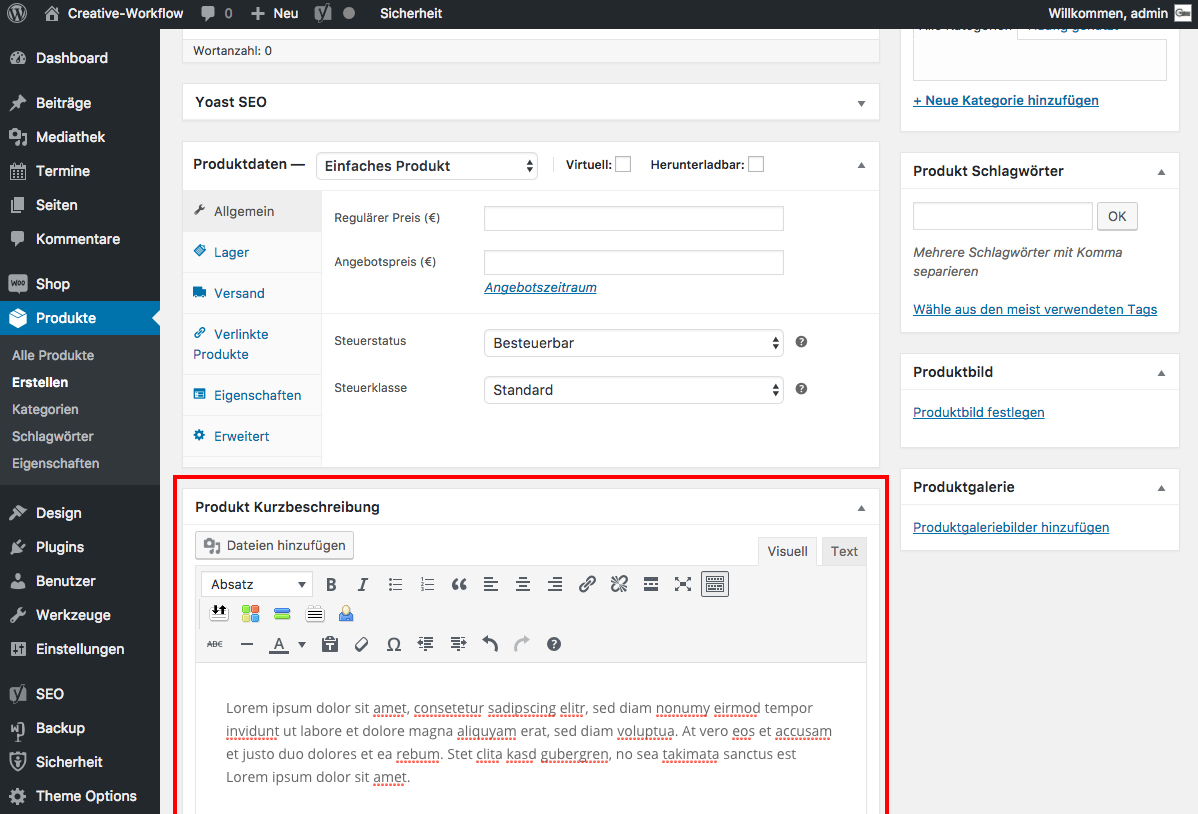 Creative-Workflow 0 Neu Sicherheit Willkommen, admin
Dashboard
Beiträge
Mediathek
Termine
Seiten
Kommentare
WOO Shop
Produkte
Alle Produkte
Erstellen
Kategorien
Schlagwörter
Eigenschaften
Design
Plugins
Benutzer
Werkzeuge
Einstellungen
SEO
Backup
Sicherheit
Theme Options
Wortanzahl: 0
Yoast SEO
Produktdaten — Einfaches Produkt Virtuell: Herunterladbar:
Allgemein
Lager
Versand
Verlinkte
Produkte
Eigenschaften
Erweitert
Regulärer Preis (€)
Angebotspreis (€)
Angebotszeitraum
Steuerstatus Besteuerbar
Steuerklasse Standard
Produkt Kurzbeschreibung
Dateien hinzufügen
Visuell Text
Absatz
ABC
Lorem ipsum dolor sit amet, consetetur sadipscing elitr, sed diam nonumy eirmod tempor
invidunt ut labore et dolore magna aliquyam erat, sed diam voluptua. At vero eos et accusam
et justo duo dolores et ea rebum. Stet clita kasd gubergren, no sea takimata sanctus est
Lorem ipsum dolor sit amet.
+ Neue Kategorie hinzufügen
Produkt Schlagwörter
OK
Mehrere Schlagwörter mit Komma
separieren
Wähle aus den meist verwendeten Tags
Produktbild
Produktbild festlegen
Produktgalerie
Produktgaleriebilder hinzufügen